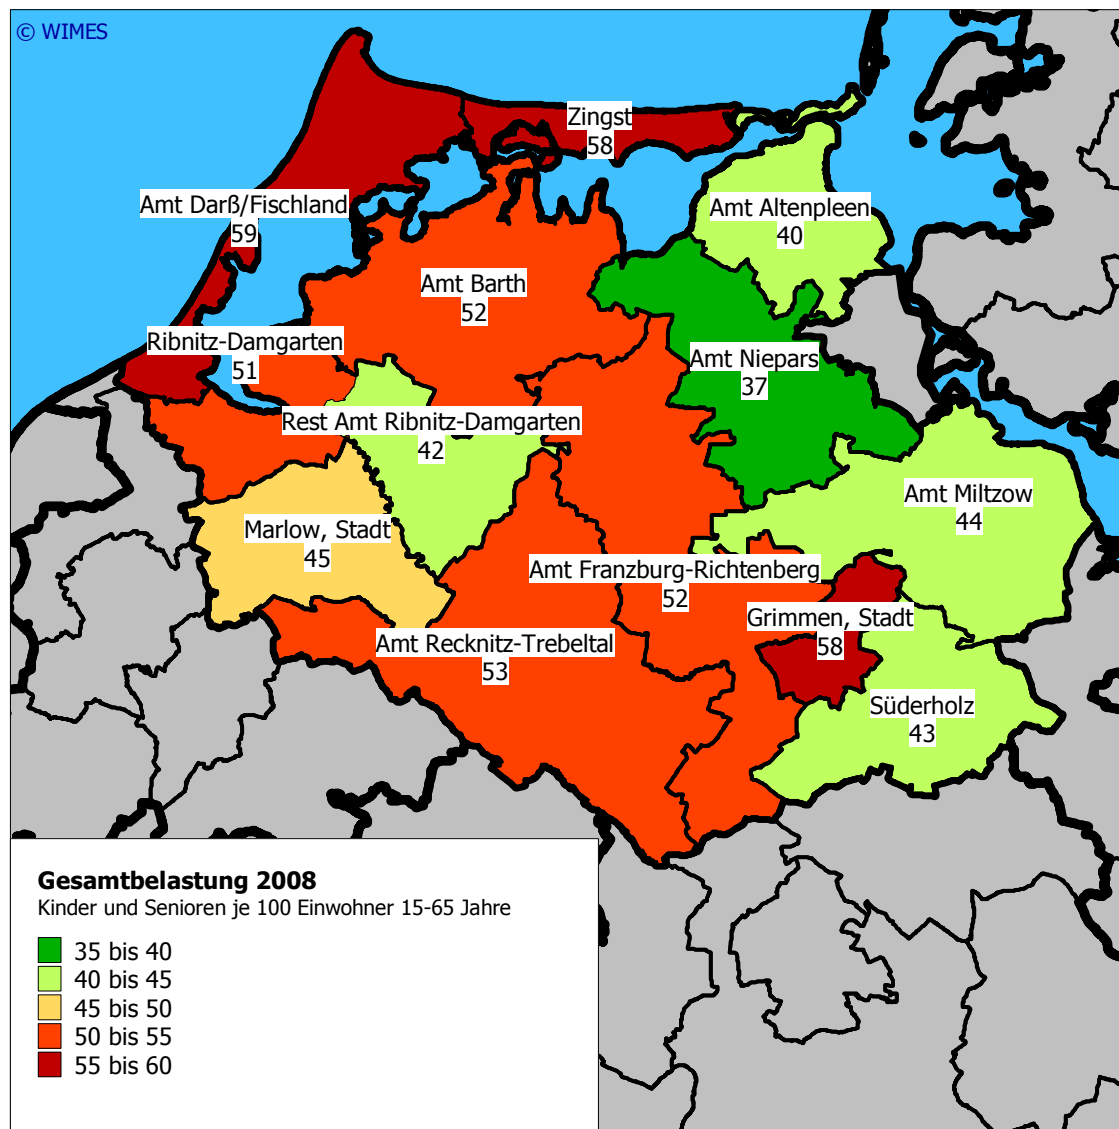 © WIMES
Zingst
58
Amt Darß/Fischland
59
Amt Altenpleen
40
Amt Barth
52
Ribnitz-Damgarten
51
Amt Niepars
37
Rest Amt Ribnitz-Damgarten
42
Amt Miltzow
44
Marlow, Stadt
45
Amt Franzburg-Richtenberg
52
Grimmen, Stadt
58
Amt Recknitz-Trebeltal
53
Süderholz
43
Gesamtbelastung 2008
Kinder und Senioren je 100 Einwohner 15-65 Jahre
35 bis 40
40 bis 45
45 bis 50
50 bis 55
55 bis 60